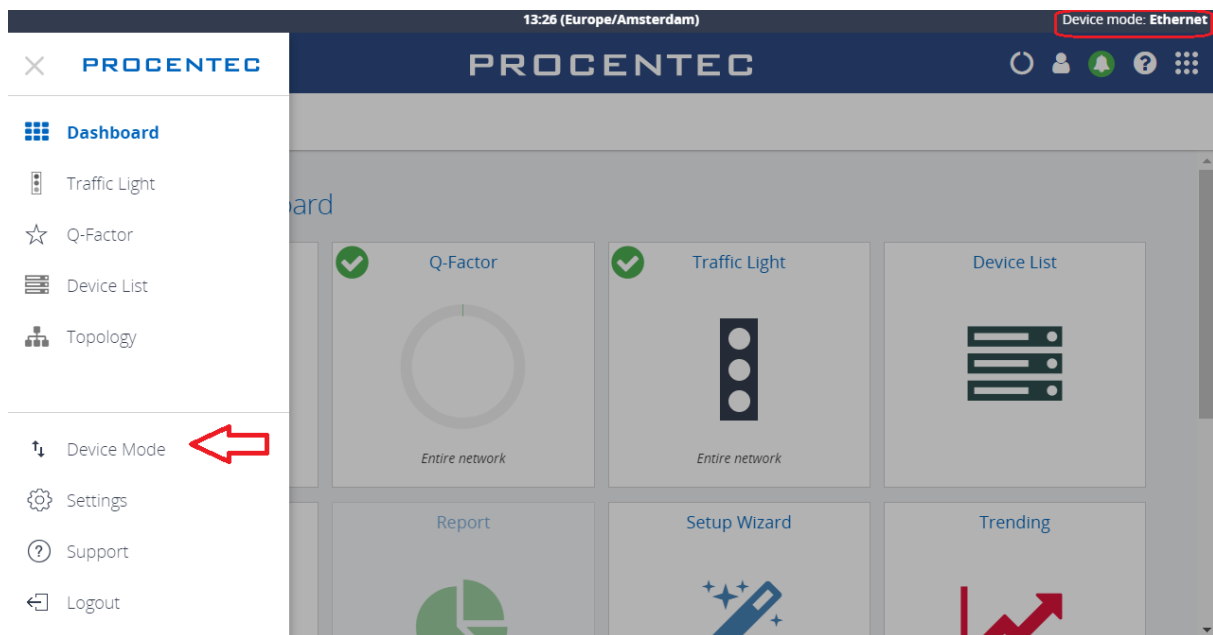 13:26 (Europe/Amsterdam)
Device mode: Ethernet
PROCENTEC
PROCENTEC
Dashboard
Traffic Light
Q-Factor
Device List
Topology
Device Mode
Settings
Support
Logout
oard
Q-Factor
Traffic Light
Device List
Entire network
Entire network
Report
Setup Wizard
Trending